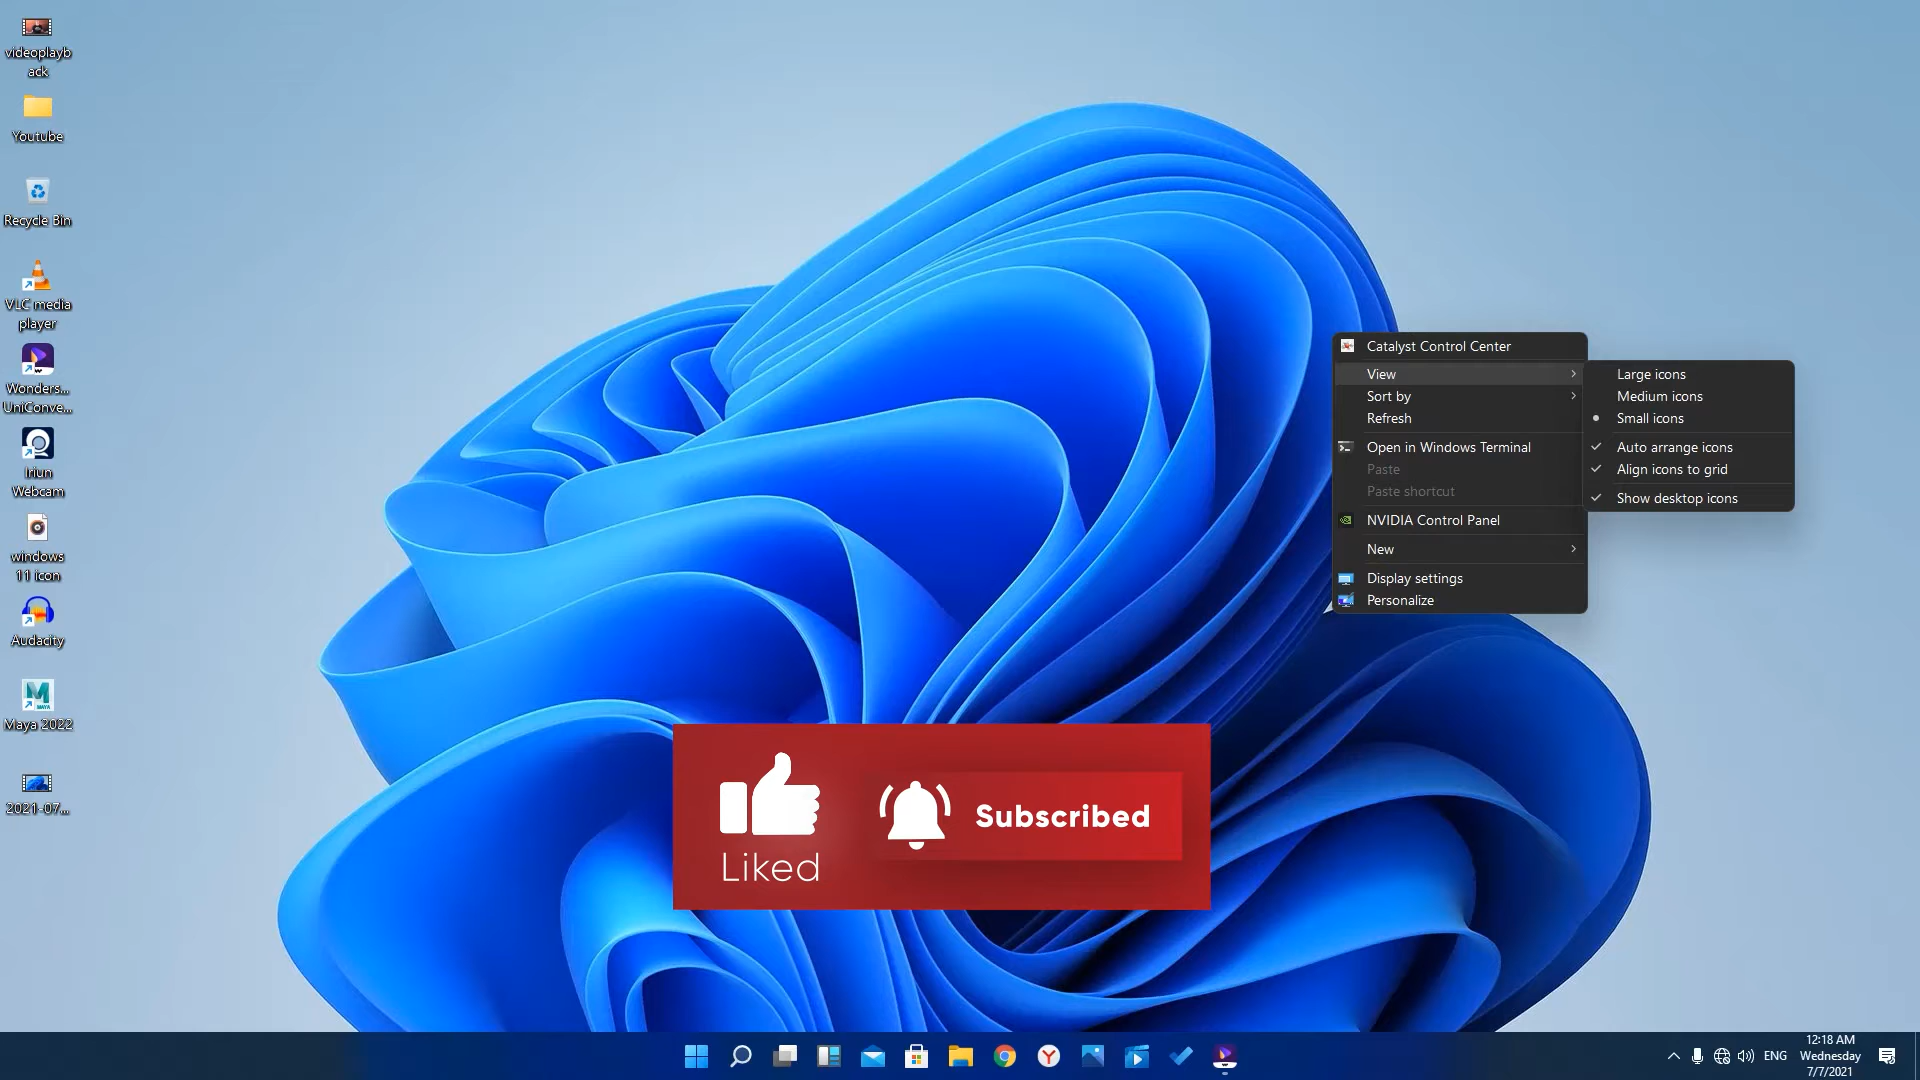 videoplayb
ack
Youtube
Recycle Bin
VLC media
player
Wonders...
UniConve...
Iriun
Webcam
windows
11 icon
Audacity
Maya 2022
2021-07...
Catalyst Control Center
View
Sort by
Refresh
Open in Windows Terminal
Paste
Paste shortcut
NVIDIA Control Panel
New
Display settings
Personalize
Large icons
Medium icons
Small icons
Auto arrange icons
Align icons to grid
Show desktop icons
Liked
Subscribed
ENG
12:18 AM
Wednesday
7/7/2021